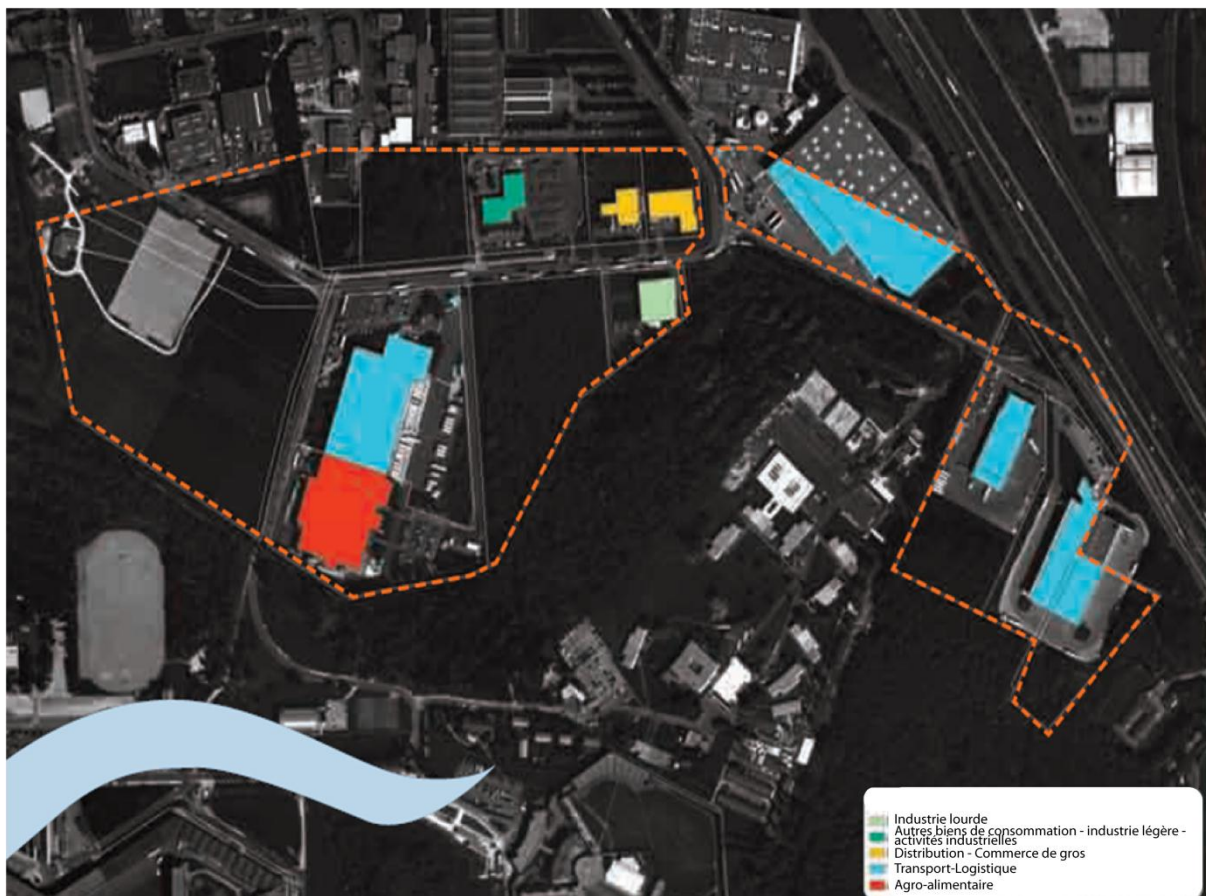 Industrie lourde
Autres biens de consommation - industrie légère -
activités industrielles
Distribution - Commerce de gros
Transport-Logistique
Agro-alimentaire